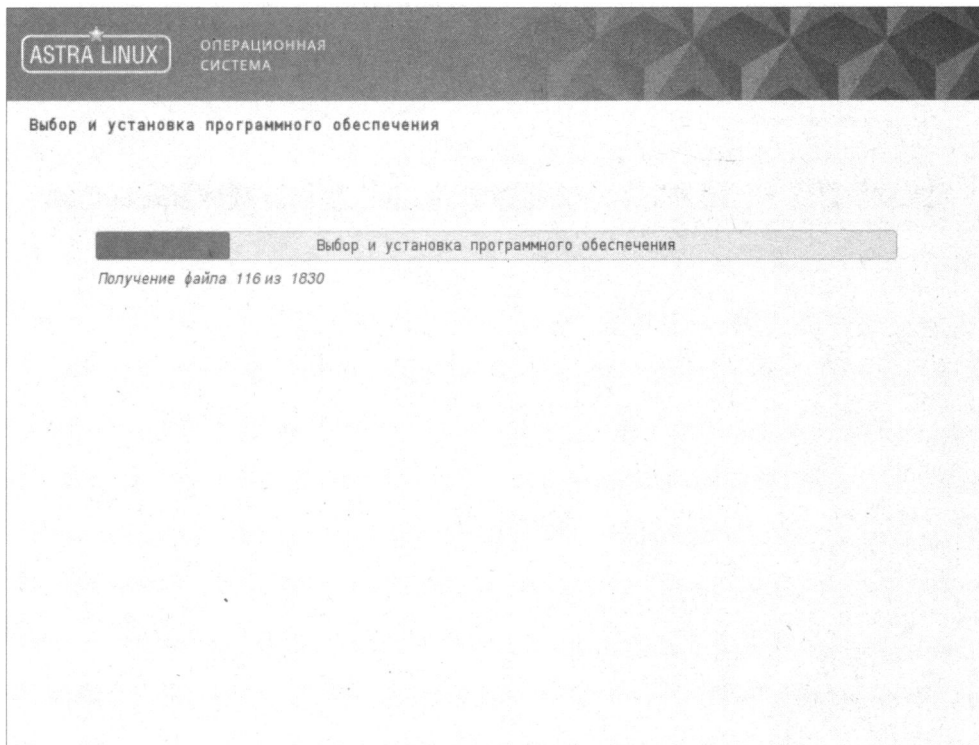 ASTRA LINUX
ОПЕРАЦИОННАЯ
СИСТЕМА
Выбор и установка программного обеспечения
Выбор и установка программного обеспечения
Получение файла 116 из 1830